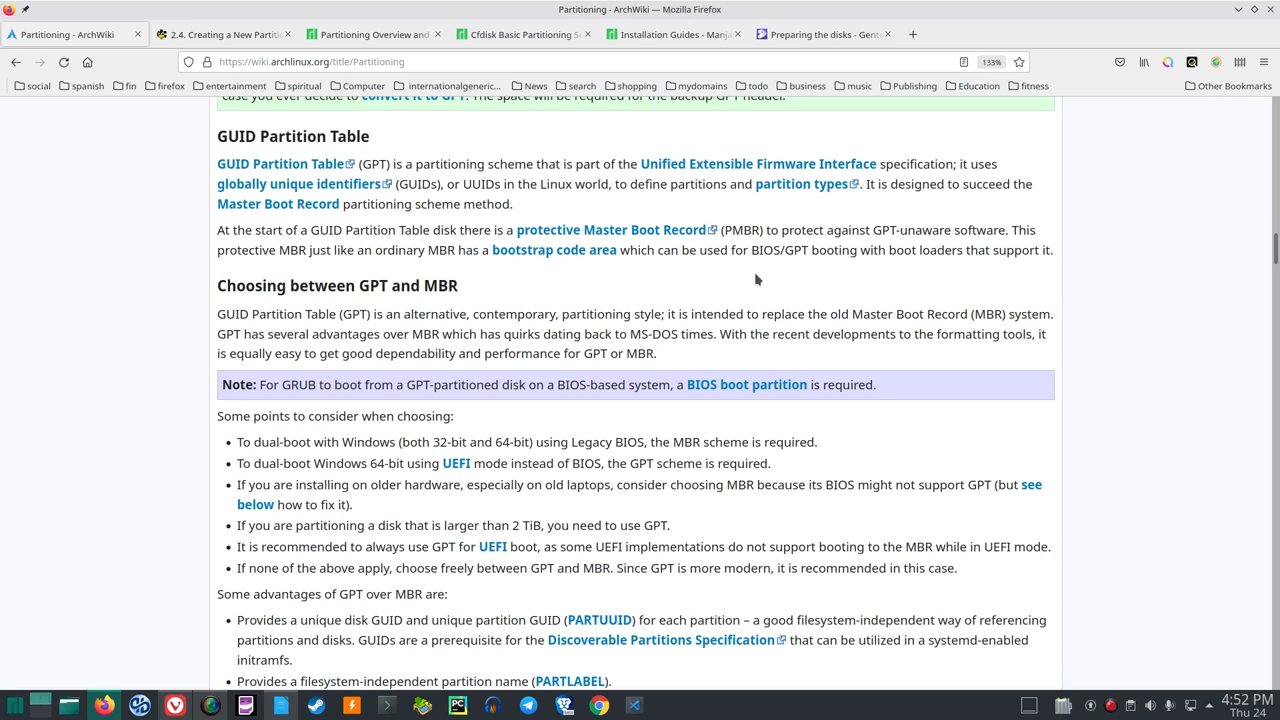 Partitioning - ArchWiki — Mozilla Firefox
Partitioning - ArchWiki
2.4. Creating a New Partiti
Partitioning Overview and
Cfdisk Basic Partitioning S
Installation Guides - Manja
Preparing the disks - Gent
https://wiki.archlinux.org/title/Partitioning
133%
social spanish fin firefox entertainment spiritual Computer internationalgeneric... News search shopping mydomains todo business music Publishing Education fitness Other Bookmarks
case you ever decide to convert it to GPT. The space will be required for the backup GPT header.
GUID Partition Table
GUID Partition Table (GPT) is a partitioning scheme that is part of the Unified Extensible Firmware Interface specification; it uses
globally unique identifiers (GUIDs), or UUIDs in the Linux world, to define partitions and partition types. It is designed to succeed the
Master Boot Record partitioning scheme method.
At the start of a GUID Partition Table disk there is a protective Master Boot Record (PMBR) to protect against GPT-unaware software. This
protective MBR just like an ordinary MBR has a bootstrap code area which can be used for BIOS/GPT booting with boot loaders that support it.
Choosing between GPT and MBR
GUID Partition Table (GPT) is an alternative, contemporary, partitioning style; it is intended to replace the old Master Boot Record (MBR) system.
GPT has several advantages over MBR which has quirks dating back to MS-DOS times. With the recent developments to the formatting tools, it
is equally easy to get good dependability and performance for GPT or MBR.
Note: For GRUB to boot from a GPT-partitioned disk on a BIOS-based system, a BIOS boot partition is required.
Some points to consider when choosing:
• To dual-boot with Windows (both 32-bit and 64-bit) using Legacy BIOS, the MBR scheme is required.
• To dual-boot Windows 64-bit using UEFI mode instead of BIOS, the GPT scheme is required.
• If you are installing on older hardware, especially on old laptops, consider choosing MBR because its BIOS might not support GPT (but see
below how to fix it).
• If you are partitioning a disk that is larger than 2 TiB, you need to use GPT.
• It is recommended to always use GPT for UEFI boot, as some UEFI implementations do not support booting to the MBR while in UEFI mode.
• If none of the above apply, choose freely between GPT and MBR. Since GPT is more modern, it is recommended in this case.
Some advantages of GPT over MBR are:
• Provides a unique disk GUID and unique partition GUID (PARTUUID) for each partition – a good filesystem-independent way of referencing
partitions and disks. GUIDs are a prerequisite for the Discoverable Partitions Specification that can be utilized in a systemd-enabled
initramfs.
• Provides a filesystem-independent partition name (PARTLABEL).
4:52 PM
Thu 24